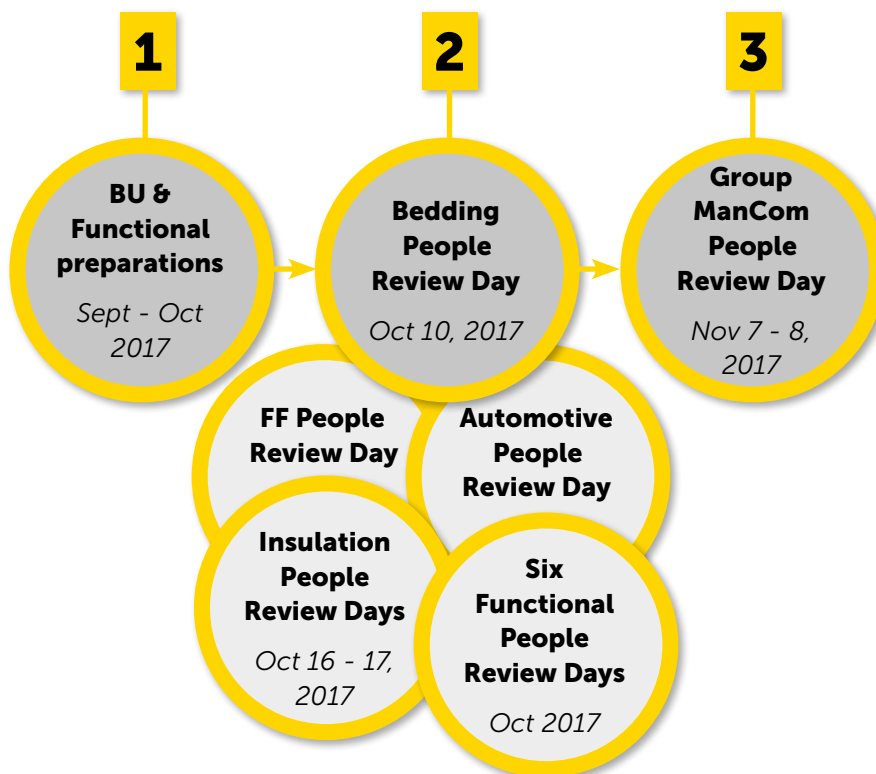 1
2
3
BU &
Functional
preparations
Sept - Oct
2017
Bedding
People
Review Day
Oct 10, 2017
Group
ManCom
People
Review Day
Nov 7 - 8,
2017
FF People
Review Day
Automotive
People
Review Day
Insulation
People
Review Days
Oct 16 - 17,
2017
Six
Functional
People
Review Days
Oct 2017